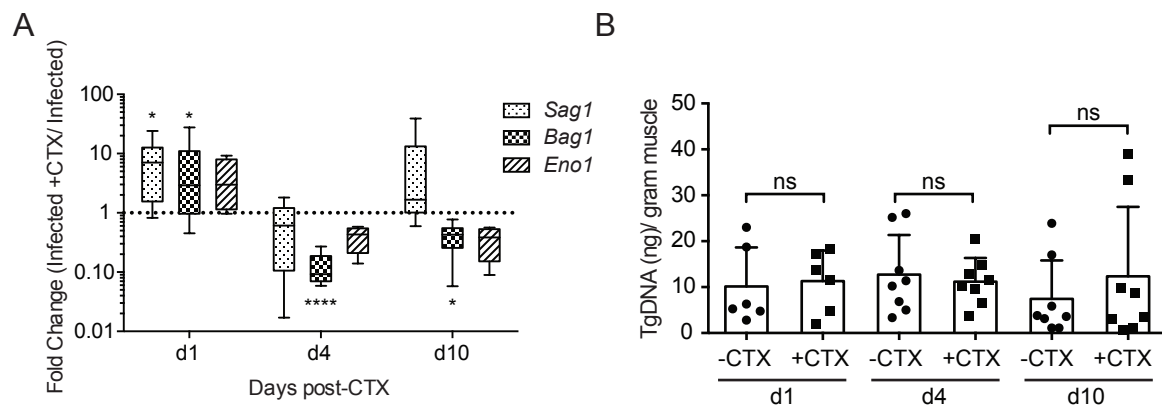 A
Fold Change (Infected +CTX/ Infected)
100
10
1
0.10
0.01
* *
****
*
d1 d4 d10
Days post-CTX
Sag1
Bag1
Eno1
B
TgDNA (ng)/ gram muscle
50
40
30
20
10
0
ns
ns
ns
-CTX +CTX -CTX +CTX -CTX +CTX
d1 d4 d10